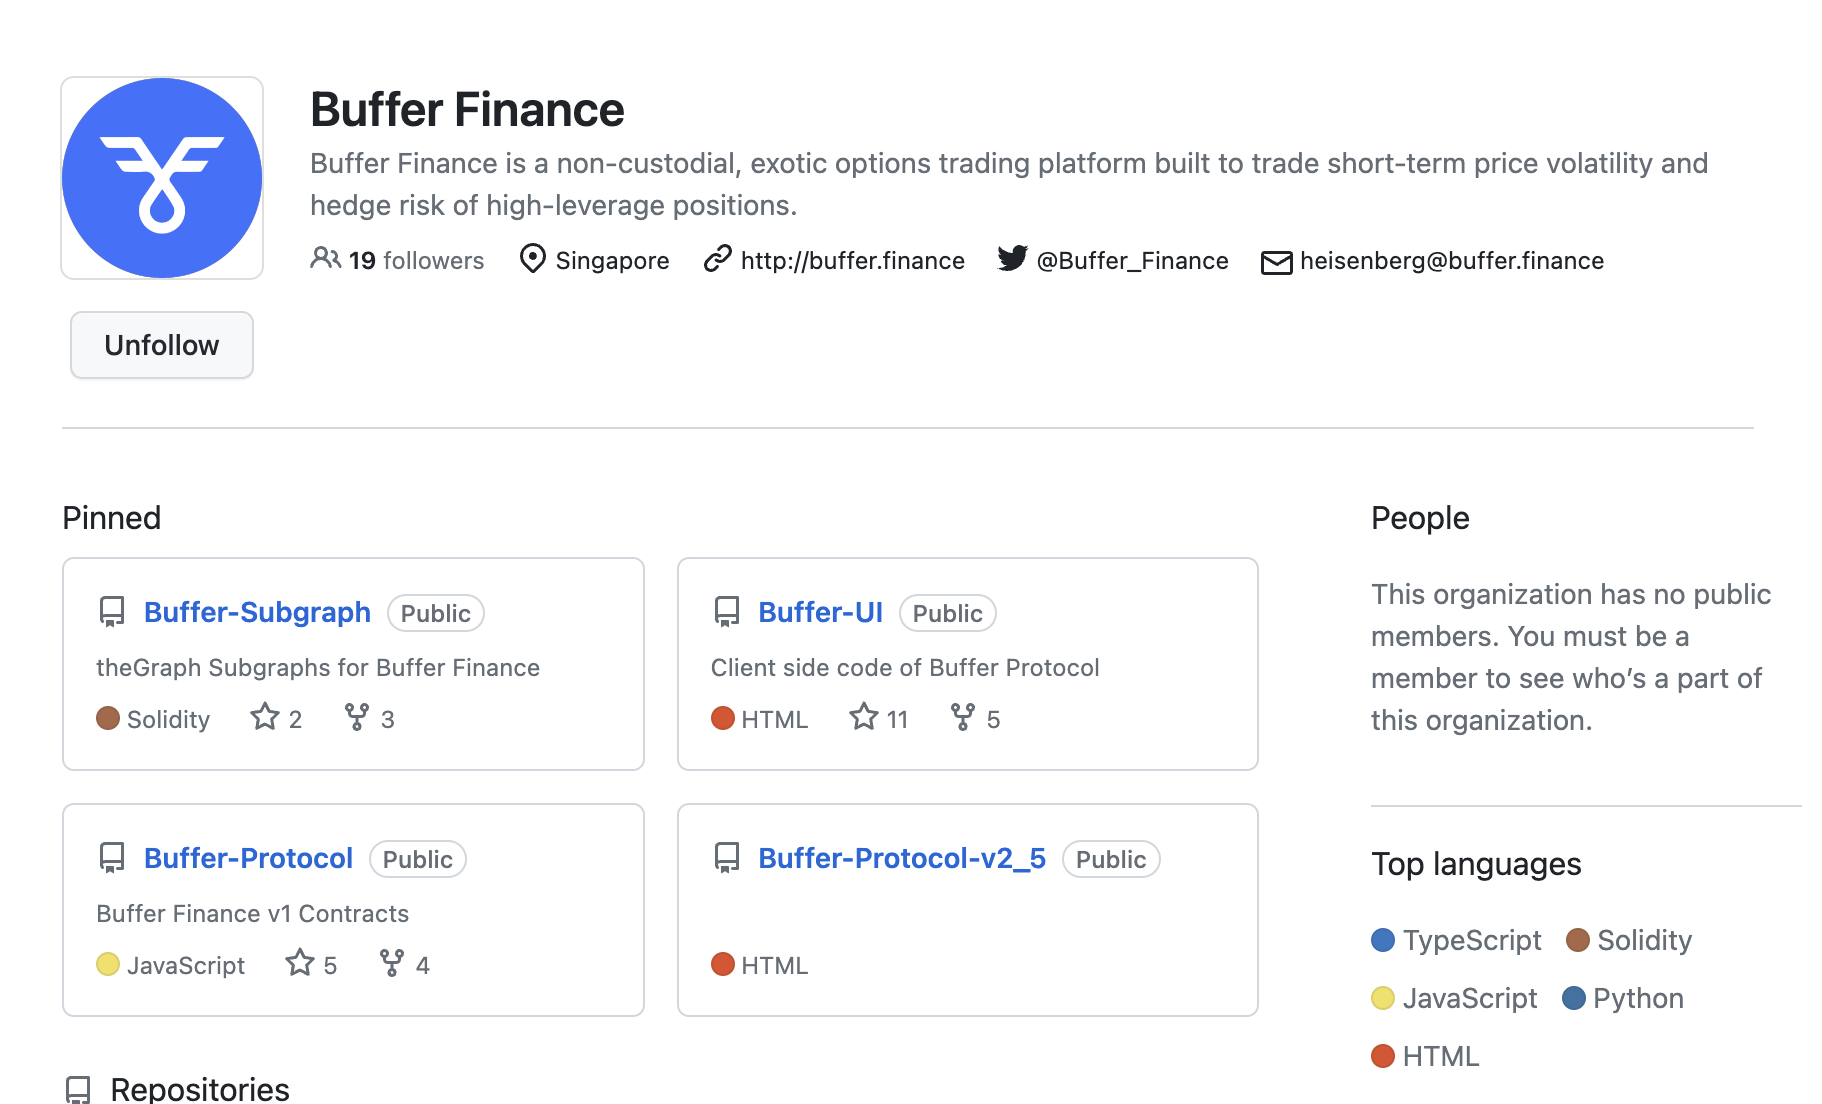 Buffer Finance
Buffer Finance is a non-custodial, exotic options trading platform built to trade short-term price volatility and
hedge risk of high-leverage positions.
19 followers Singapore http://buffer.finance @Buffer_Finance heisenberg@buffer.finance
Unfollow
Pinned
Buffer-Subgraph Public
theGraph Subgraphs for Buffer Finance
Solidity 2 3
Buffer-UI Public
Client side code of Buffer Protocol
HTML 11 5
Buffer-Protocol Public
Buffer Finance v1 Contracts
JavaScript 5 4
Buffer-Protocol-v2_5 Public
HTML
Repositories
People
This organization has no public
members. You must be a
member to see who’s a part of
this organization.
Top languages
TypeScript Solidity
JavaScript Python
HTML